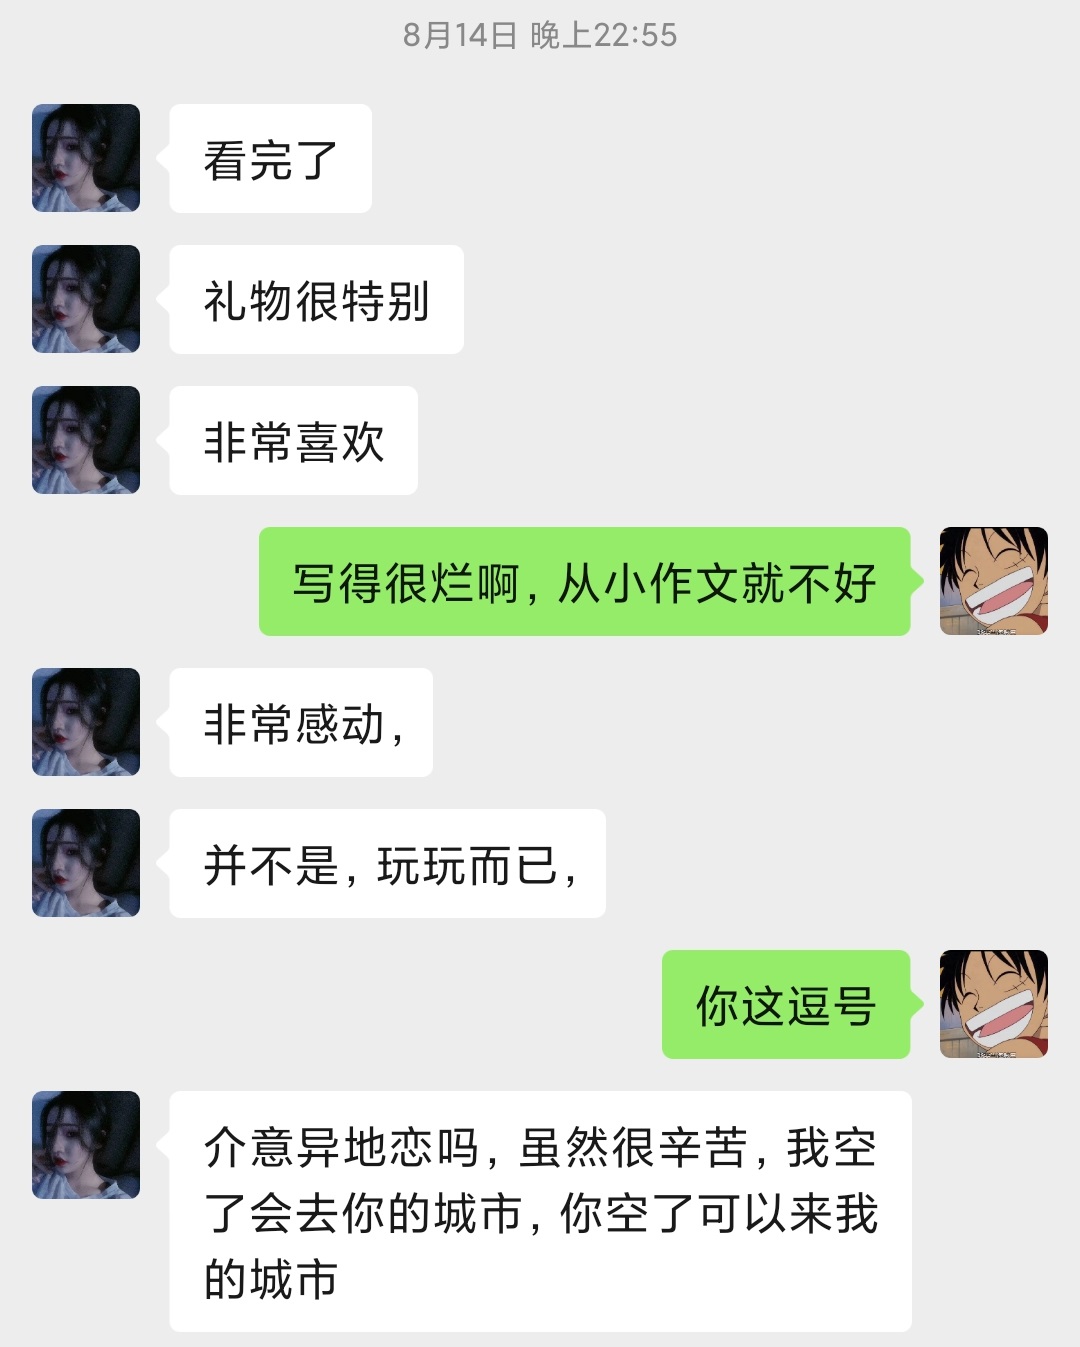 8月14日 晚上22:55
看完了
礼物很特别
非常喜欢
写得很烂啊, 从小作文就不好
非常感动,
并不是, 玩玩而已,
你这逗号
介意异地恋吗, 虽然很辛苦, 我空
了会去你的城市, 你空了可以来我
的城市